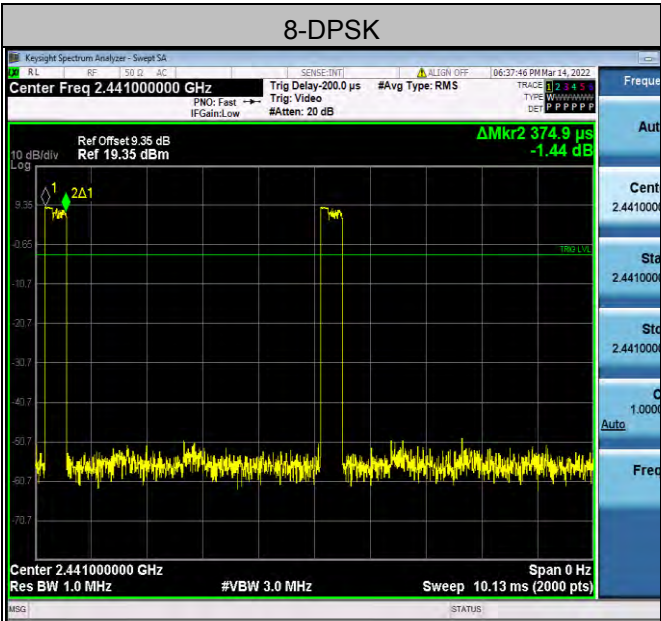 8-DPSK
Keysight Spectrum Analyzer - Swept SA
RL RF 50 Ω AC SENSE:INT ALIGN OFF 06:37:46 PM Mar 14, 2022
Center Freq 2.441000000 GHz
PNO: Fast
IFGain:Low
Trig Delay-200.0 µs
Trig: Video
#Atten: 20 dB
#Avg Type: RMS
TRACE 1 2 3 4 5 6
TYPE WWWWWW
DET P P P P P P
Ref Offset 9.35 dB
Ref 19.35 dBm
10 dB/div
Log
ΔMkr2 374.9 µs
-1.44 dB
1
2Δ1
TRIG LVL
9.35
-0.65
-10.7
-20.7
-30.7
-40.7
-50.7
-60.7
-70.7
Center 2.441000000 GHz
Res BW 1.0 MHz
#VBW 3.0 MHz
Span 0 Hz
Sweep 10.13 ms (2000 pts)
MSG
STATUS
Freque
Aut
Cent
2.4410000
Sta
2.4410000
Sto
2.4410000
1.0000
Auto
Freq